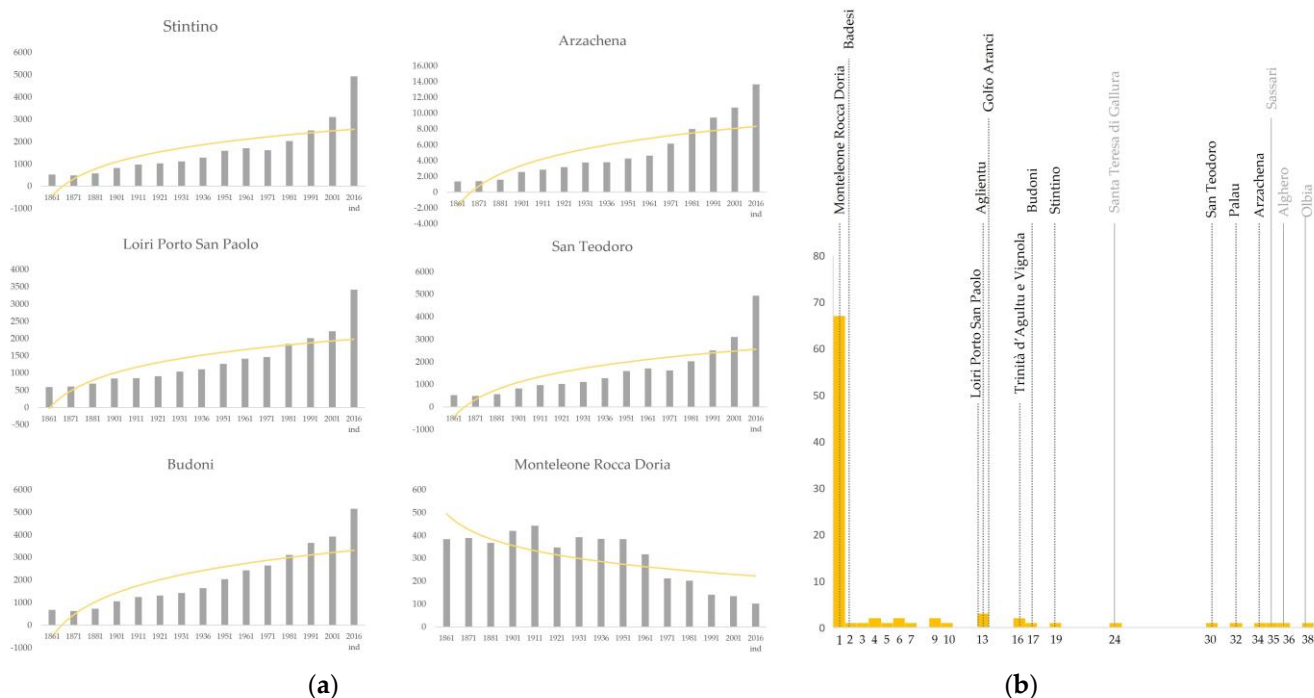 Stintino
6000
5000
4000
3000
2000
1000
0
-1000
1861 1871 1881 1901 1911 1921 1931 1936 1951 1961 1971 1981 1991 2001 2016
ind
Arzachena
16.000
14.000
12.000
10.000
8.000
6.000
4.000
2.000
0.000
-2.000
-4.000
1861 1871 1881 1901 1911 1921 1931 1936 1951 1961 1971 1981 1991 2001 2016
ind
Loiri Porto San Paolo
4000
3500
3000
2500
2000
1500
1000
500
0
-500
1861 1871 1881 1901 1911 1921 1931 1936 1951 1961 1971 1981 1991 2001 2016
ind
San Teodoro
6000
5000
4000
3000
2000
1000
0
-1000
1861 1871 1881 1901 1911 1921 1931 1936 1951 1961 1971 1981 1991 2001 2016
ind
Budoni
6000
5000
4000
3000
2000
1000
0
-1000
1861 1871 1881 1901 1911 1921 1931 1936 1951 1961 1971 1981 1991 2001 2016
ind
Monteleone Rocca Doria
600
500
400
300
200
100
0
1861 1871 1881 1901 1911 1921 1931 1936 1951 1961 1971 1981 1991 2001 2016
ind
(a)
Monteleone Rocca Doria
Badesi
Loiri Porto San Paolo
Aglientu
Golfo Aranci
Trinità d'Agultu e Vignola
Budoni
Stintino
Santa Teresa di Gallura
San Teodoro
Palau
Arzachena
Sassari
Alghero
Olbia
80
70
60
50
40
30
20
10
0
1 2 3 4 5 6 7 9 10 13 16 17 19 24 30 32 34 35 36 38
(b)